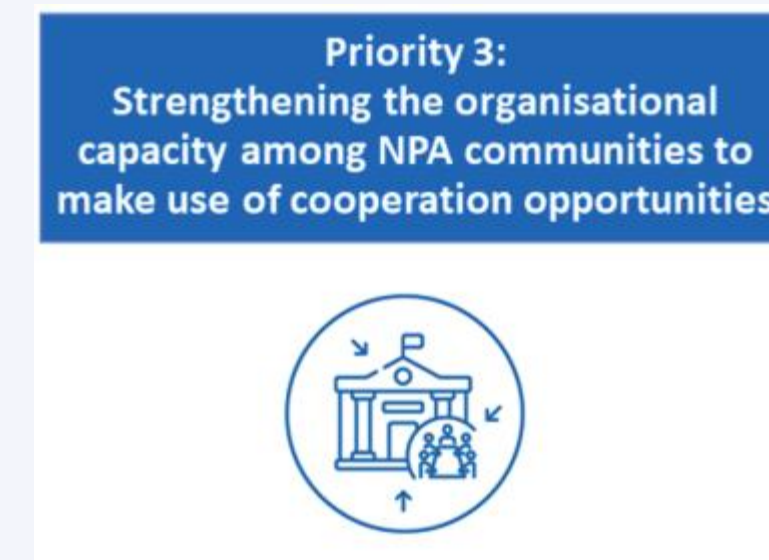 Priority 3:
Strengthening the organisational
capacity among NPA communities to
make use of cooperation opportunities